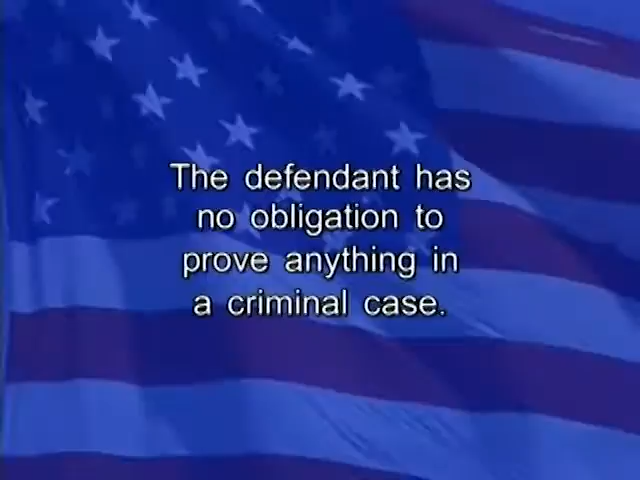 The defendant has
no obligation to
prove anything in
a criminal case.